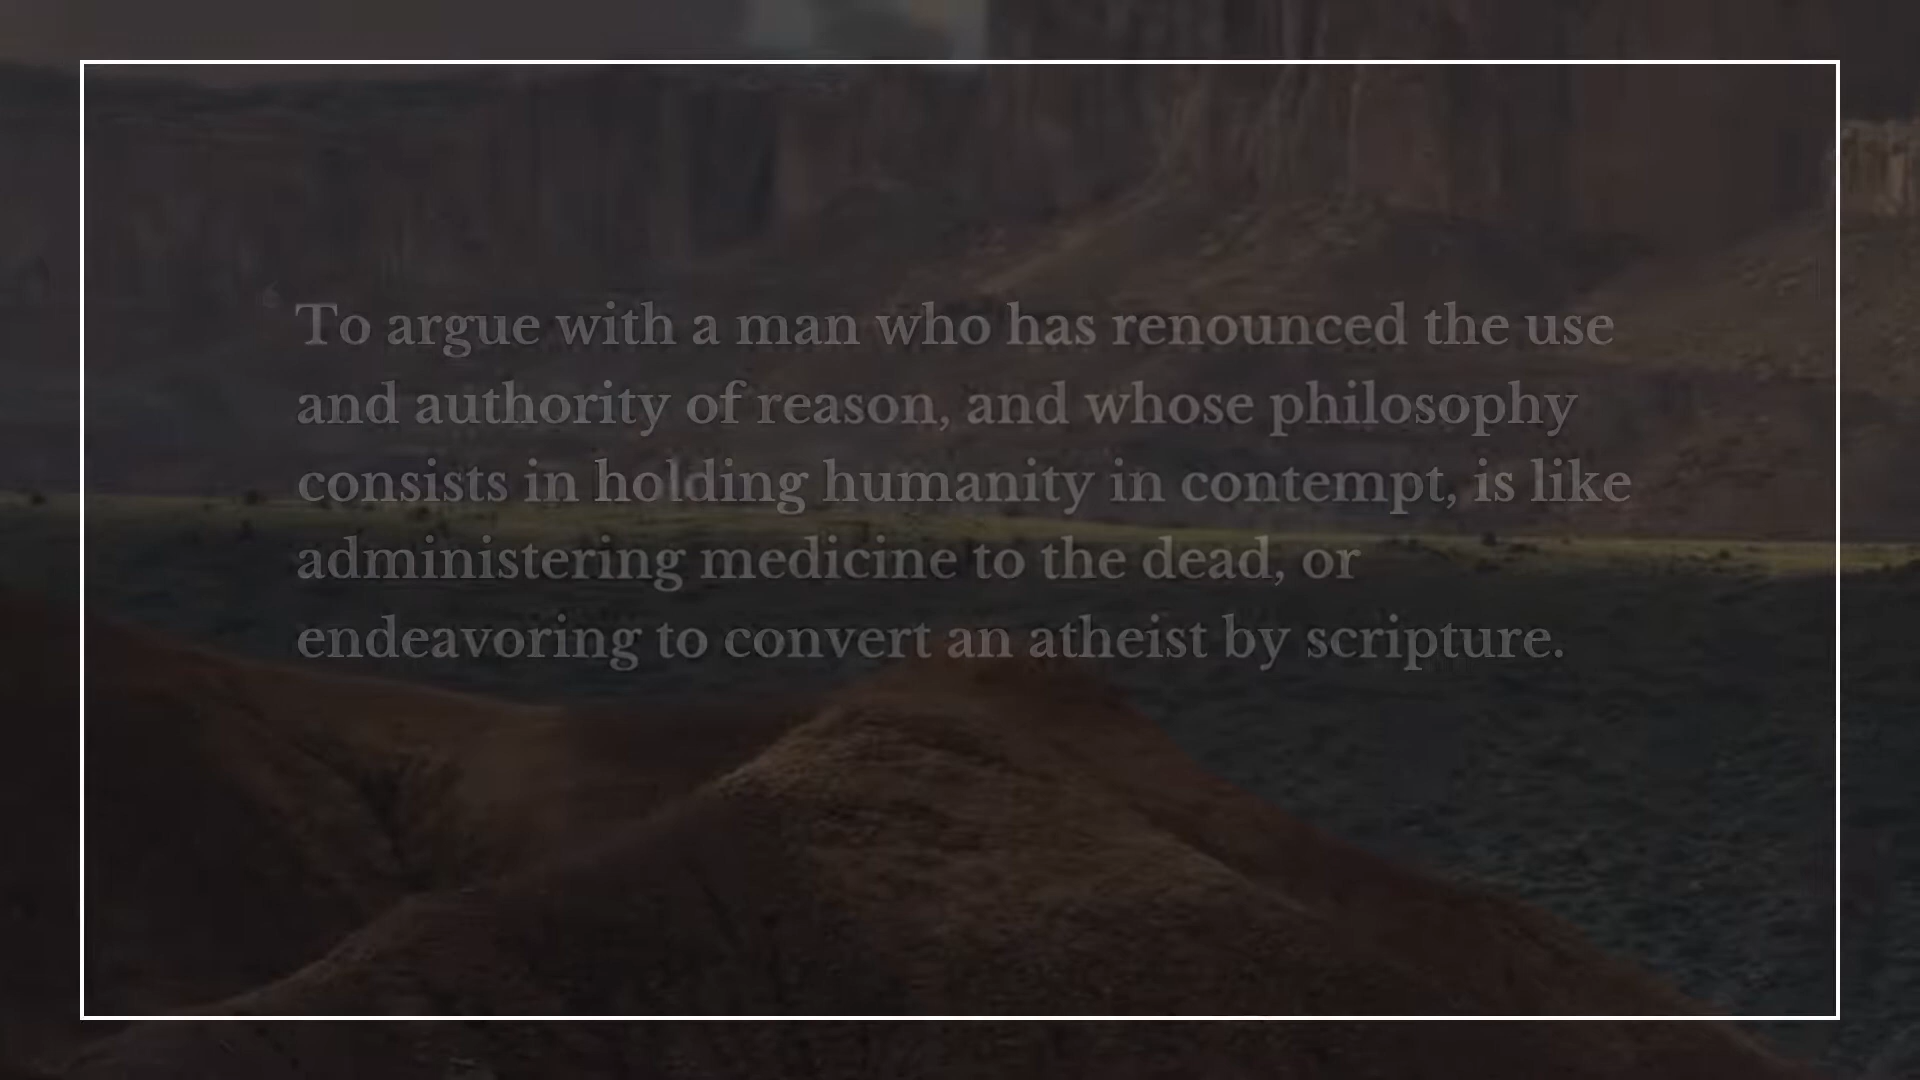 To argue with a man who has renounced the use
and authority of reason, and whose philosophy
consists in holding humanity in contempt, is like
administering medicine to the dead, or
endeavoring to convert an atheist by scripture.